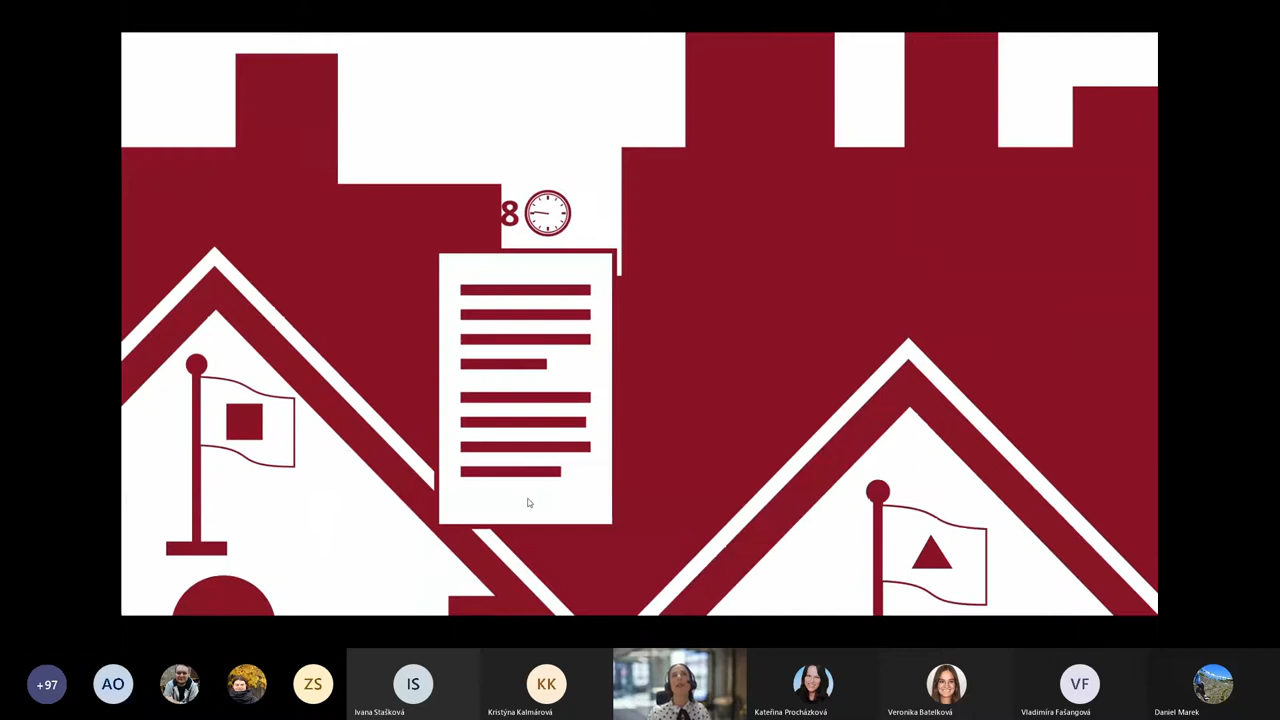 8
+97
AO
ZS
IS
Ivana Stašková
KK
Kristýna Kalmárová
Kateřina Procházková
Veronika Batelková
VF
Vladimíra Fašangová
Daniel Marek